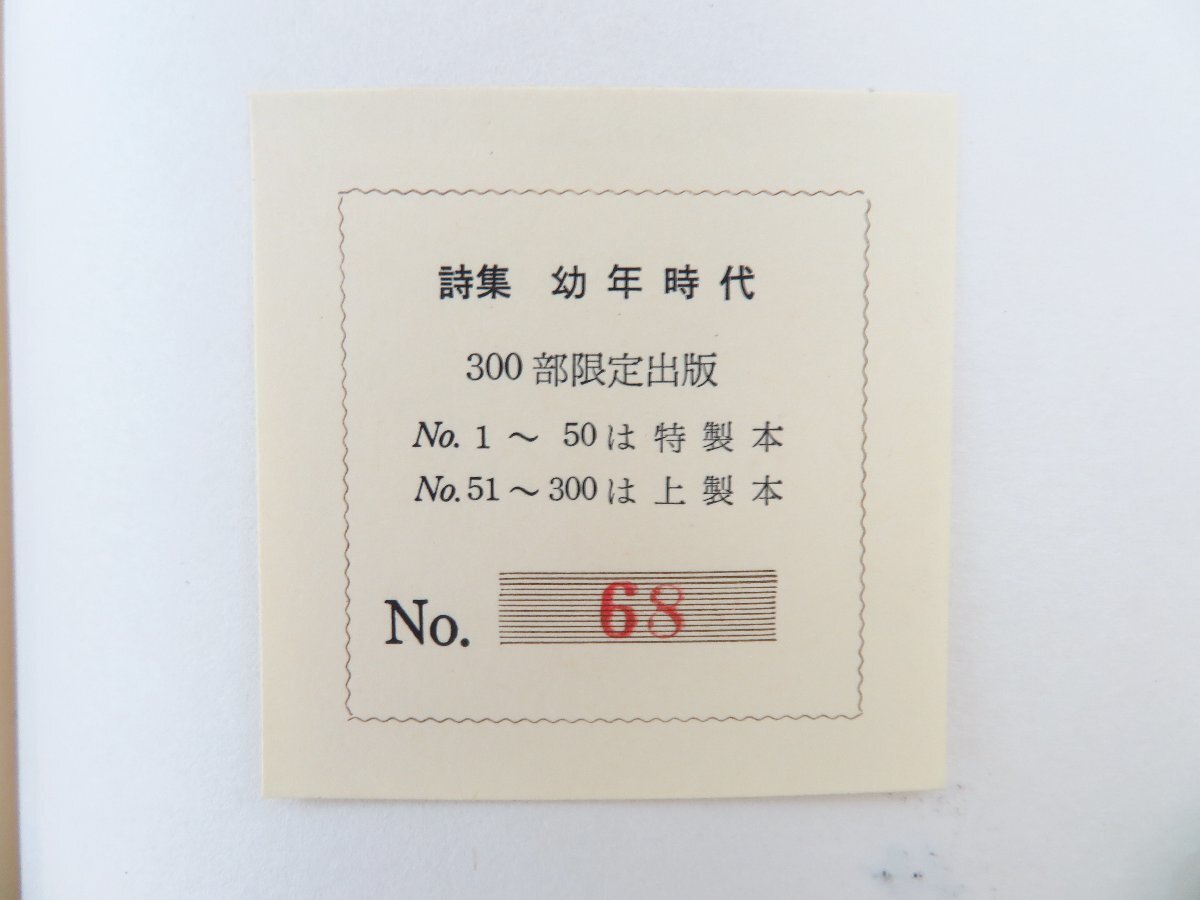 詩集 幼年時代
300部限定出版
No. 1 ～ 50は 特製本
No. 51 ～ 300は 上製本
No. 68